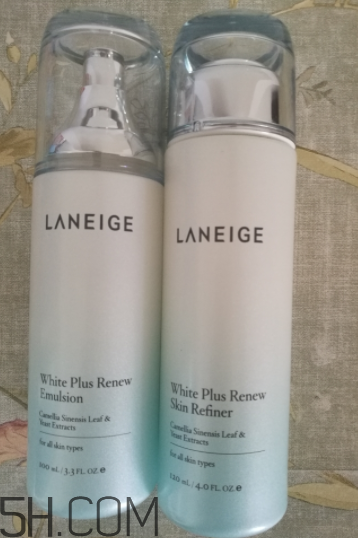 LANEIGE
White Plus Renew
Emulsion
Camellia Sinensis Leaf &
Yeast Extracts
for all skin types
100 ml / 3.3 FL. OZ e
LANEIGE
White Plus Renew
Skin Refiner
Camellia Sinensis Leaf &
Yeast Extracts
for all skin types
120 ml / 4.0 FL. OZ e
5H.COM